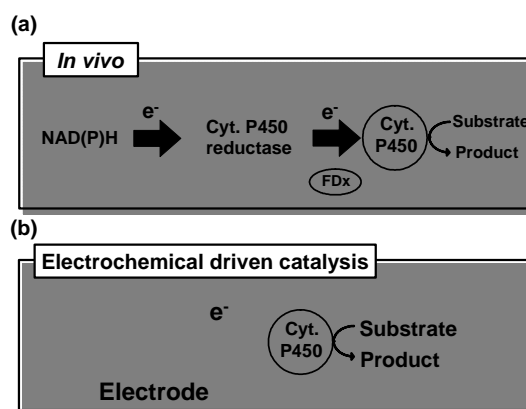 (a)
In vivo
NAD(P)H
e-
Cyt. P450
reductase
e-
FDx
Cyt.
P450
Substrate
Product
(b)
Electrochemical driven catalysis
e-
Cyt.
P450
Substrate
Product
Electrode